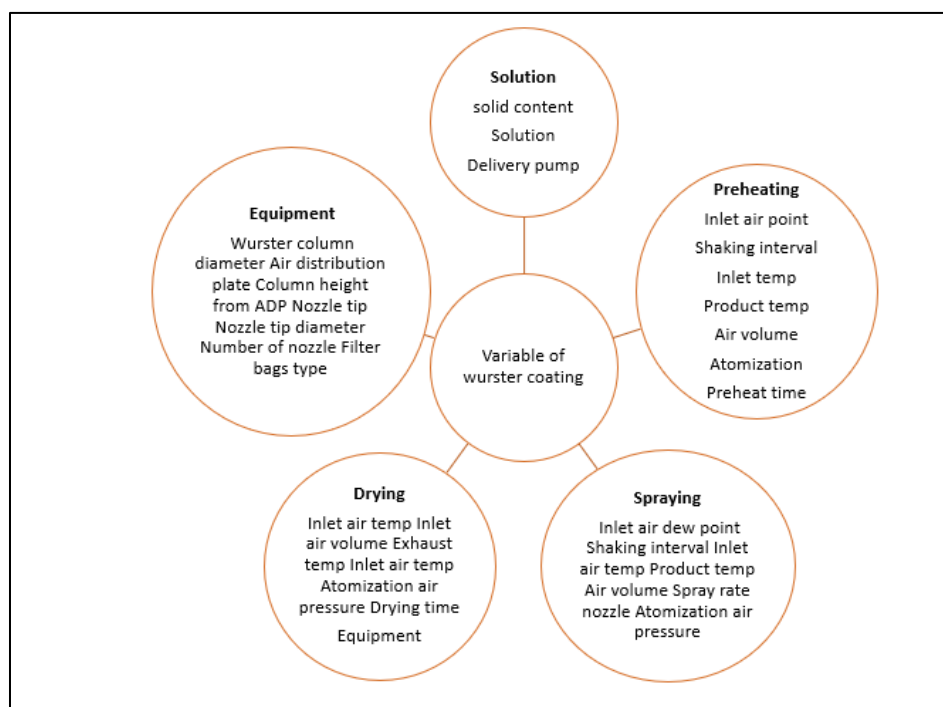 Solution
solid content
Solution
Delivery pump
Preheating
Inlet air point
Shaking interval
Inlet temp
Product temp
Air volume
Atomization
Preheat time
Equipment
Wurster column
diameter Air distribution
plate Column height
from ADP Nozzle tip
Nozzle tip diameter
Number of nozzle Filter
bags type
Variable of
wurster coating
Drying
Inlet air temp Inlet
air volume Exhaust
temp Inlet air temp
Atomization air
pressure Drying time
Equipment
Spraying
Inlet air dew point
Shaking interval Inlet
air temp Product temp
Air volume Spray rate
nozzle Atomization air
pressure